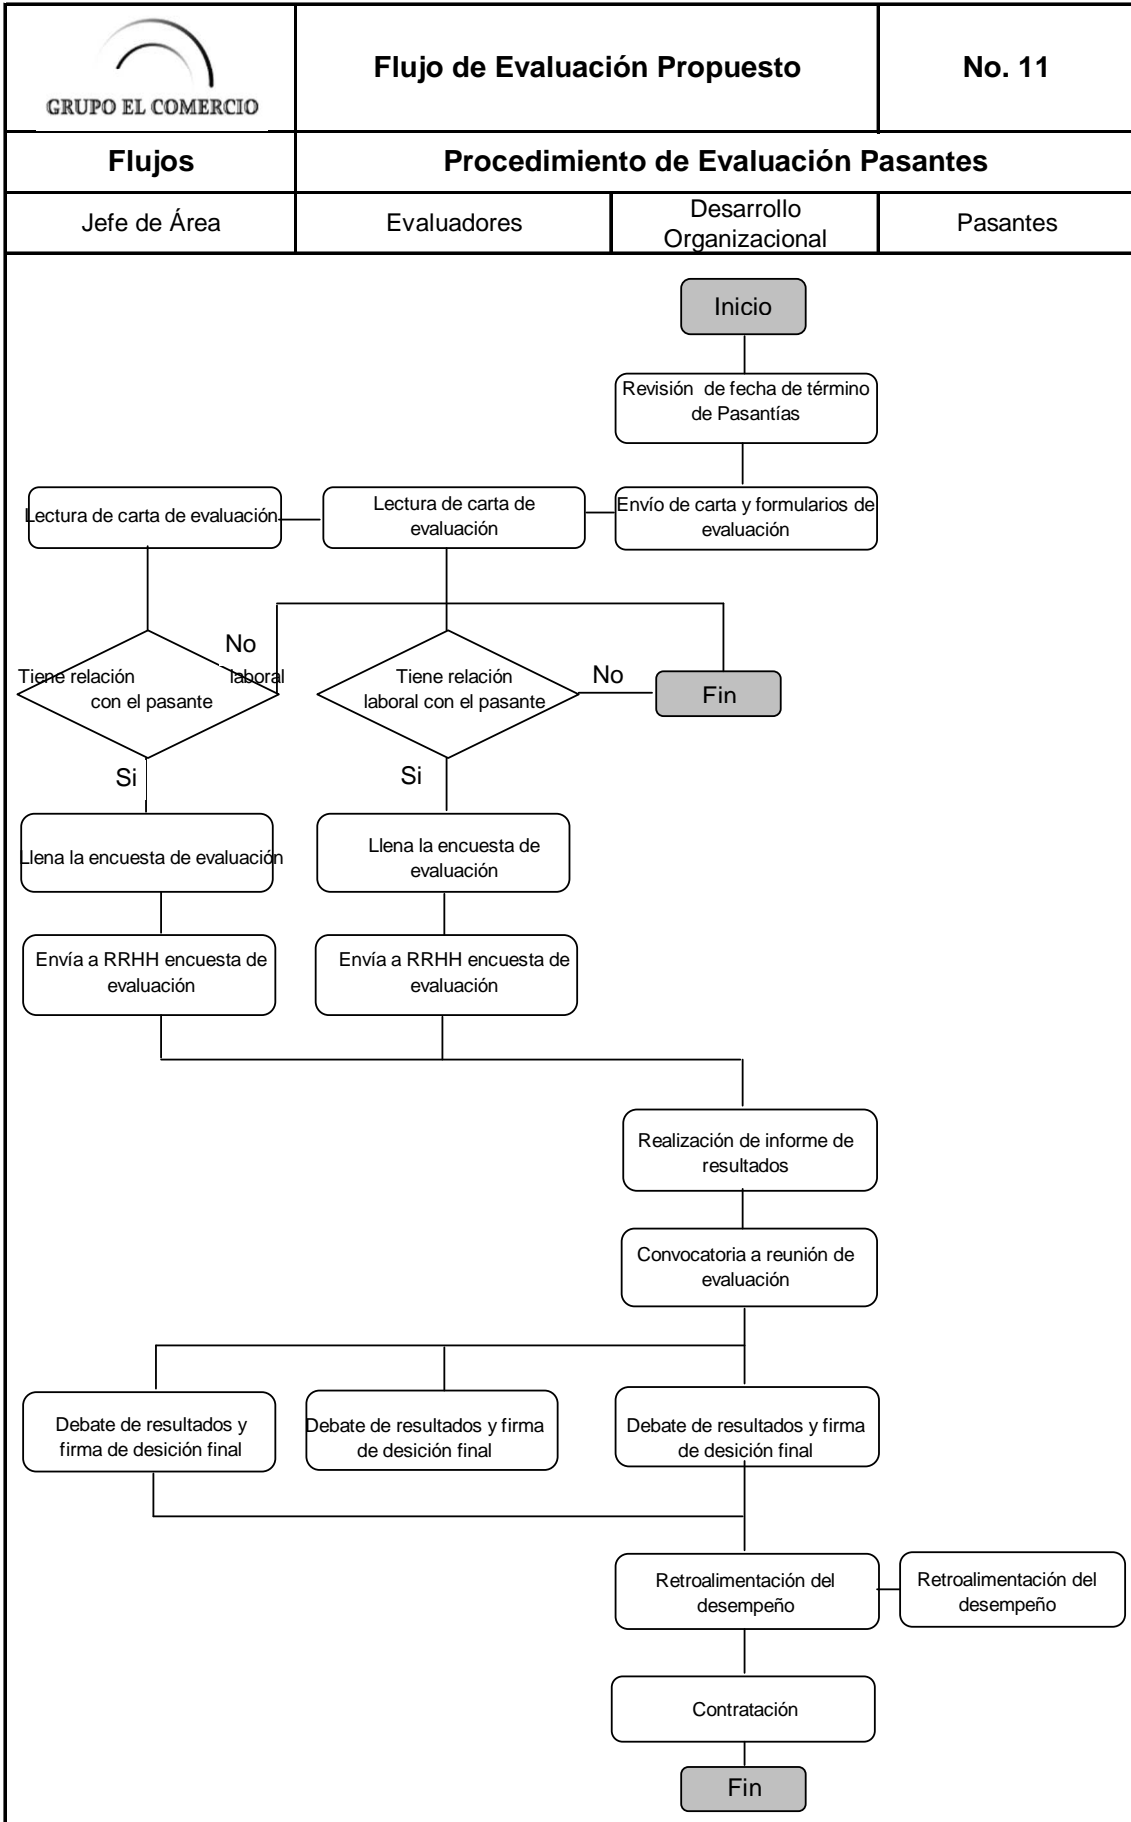 GRUPO EL COMERCIO
Flujo de Evaluación Propuesto
No. 11
Flujos
Procedimiento de Evaluación Pasantes
Jefe de Área
Evaluadores
Desarrollo
Organizacional
Pasantes
Inicio
Revisión de fecha de término
de Pasantías
Lectura de carta de evaluación
Lectura de carta de
evaluación
Envío de carta y formularios de
evaluación
No
Tiene relación laboral
con el pasante
Tiene relación
laboral con el pasante
No
Fin
Si
Si
Llena la encuesta de evaluación
Llena la encuesta de
evaluación
Envía a RRHH encuesta de
evaluación
Envía a RRHH encuesta de
evaluación
Realización de informe de
resultados
Convocatoria a reunión de
evaluación
Debate de resultados y
firma de desición final
Debate de resultados y firma
de desición final
Debate de resultados y firma
de desición final
Retroalimentación del
desempeño
Retroalimentación del
desempeño
Contratación
Fin